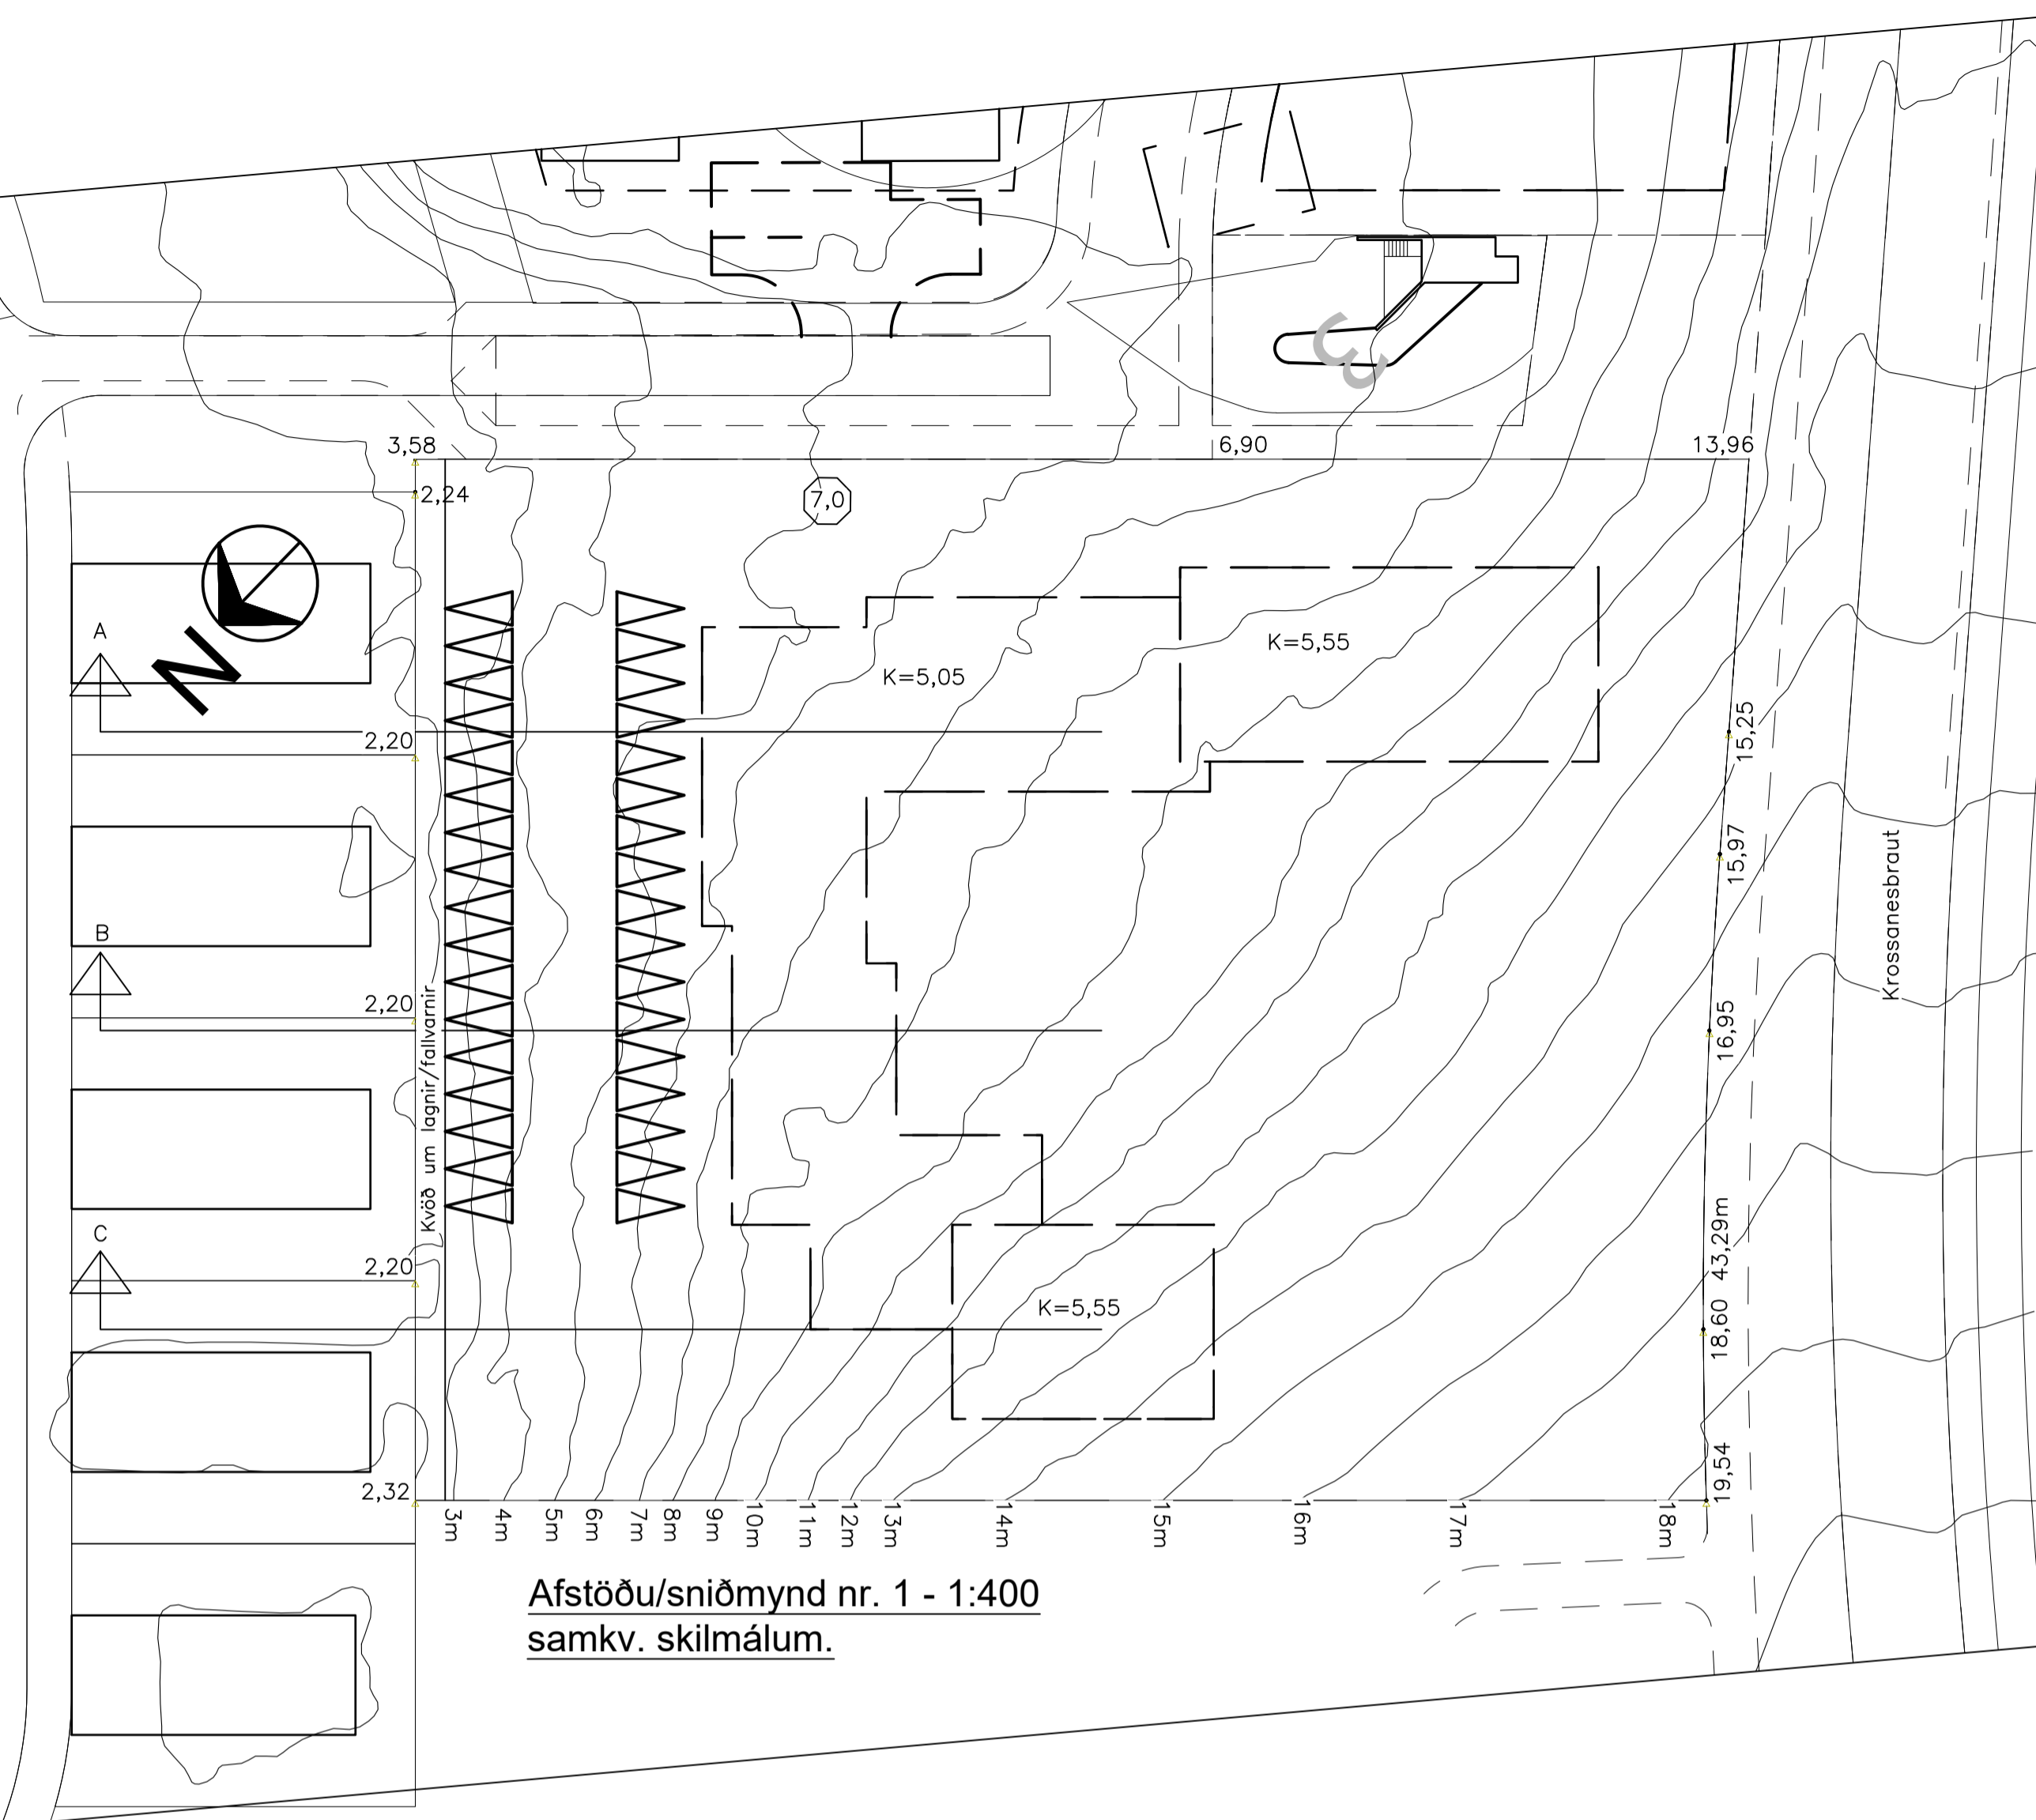 3
3,58
6,90
13,96
2,24
7,0
N
A
K=5,05
K=5,55
2,20
15,25
15,97
Krossanesbraut
B
2,20
16,95
Kvöð um lagnir/fallvarnir
C
2,20
43,29m
K=5,55
18,60
19,54
2,32
3m
4m
5m
6m
7m
8m
9m
10m
11m
12m
13m
14m
15m
16m
17m
18m
Afstöðu/sniðmynd nr. 1 - 1:400
samkv. skilmálum.